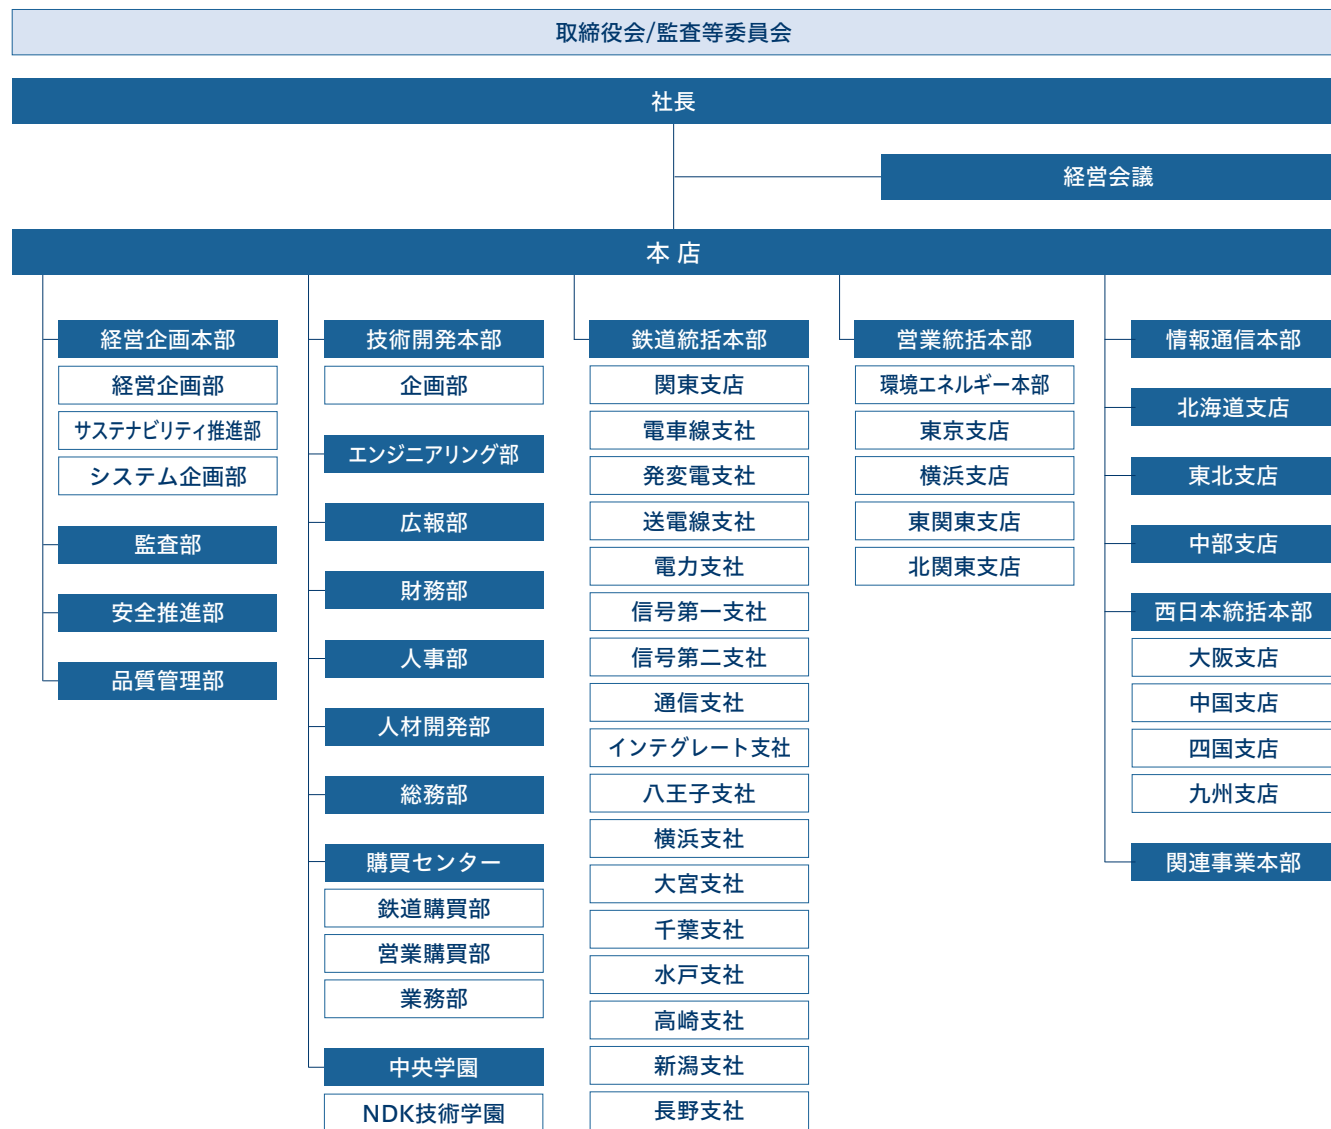 取締役会/監査等委員会
社長
経営会議
本 店
経営企画本部
経営企画部
サステナビリティ推進部
システム企画部
監査部
安全推進部
品質管理部
技術開発本部
企画部
エンジニアリング部
広報部
財務部
人事部
人材開発部
総務部
購買センター
鉄道購買部
営業購買部
業務部
中央学園
NDK技術学園
鉄道統括本部
関東支店
電車線支社
発変電支社
送電線支社
電力支社
信号第一支社
信号第二支社
通信支社
インテグレート支社
八王子支社
横浜支社
大宮支社
千葉支社
水戸支社
高崎支社
新潟支社
長野支社
営業統括本部
環境エネルギー本部
東京支店
横浜支店
東関東支店
北関東支店
情報通信本部
北海道支店
東北支店
中部支店
西日本統括本部
大阪支店
中国支店
四国支店
九州支店
関連事業本部